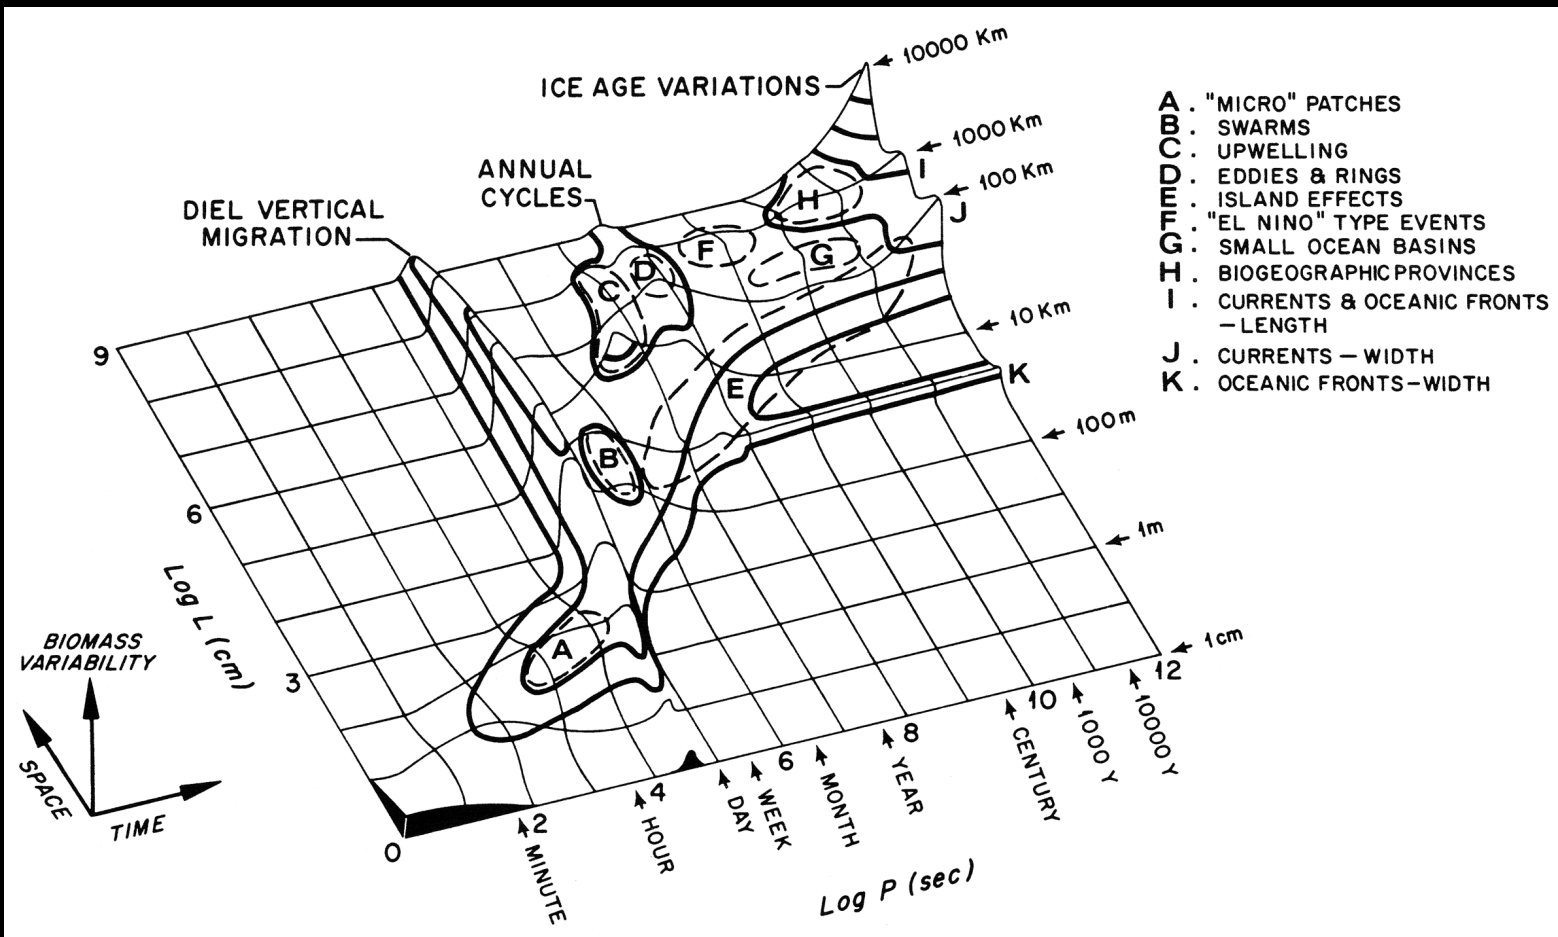 10000 Km
ICE AGE VARIATIONS
1000 Km
ANNUAL
CYCLES
100 Km
DIEL VERTICAL
MIGRATION
I
H
J
F
D
G
C
10 Km
9
E
K
100m
B
6
1m
Log L (cm)
A
1cm
3
12
10
8
6
4
2
0
10000 Y
1000 Y
CENTURY
YEAR
MONTH
WEEK
DAY
HOUR
MINUTE
Log P (sec)
BIOMASS
VARIABILITY
SPACE
TIME
A. "MICRO" PATCHES
B. SWARMS
C. UPWELLING
D. EDDIES & RINGS
E. ISLAND EFFECTS
F. "EL NINO" TYPE EVENTS
G. SMALL OCEAN BASINS
H. BIOGEOGRAPHIC PROVINCES
I. CURRENTS & OCEANIC FRONTS
-LENGTH
J. CURRENTS - WIDTH
K. OCEANIC FRONTS-WIDTH